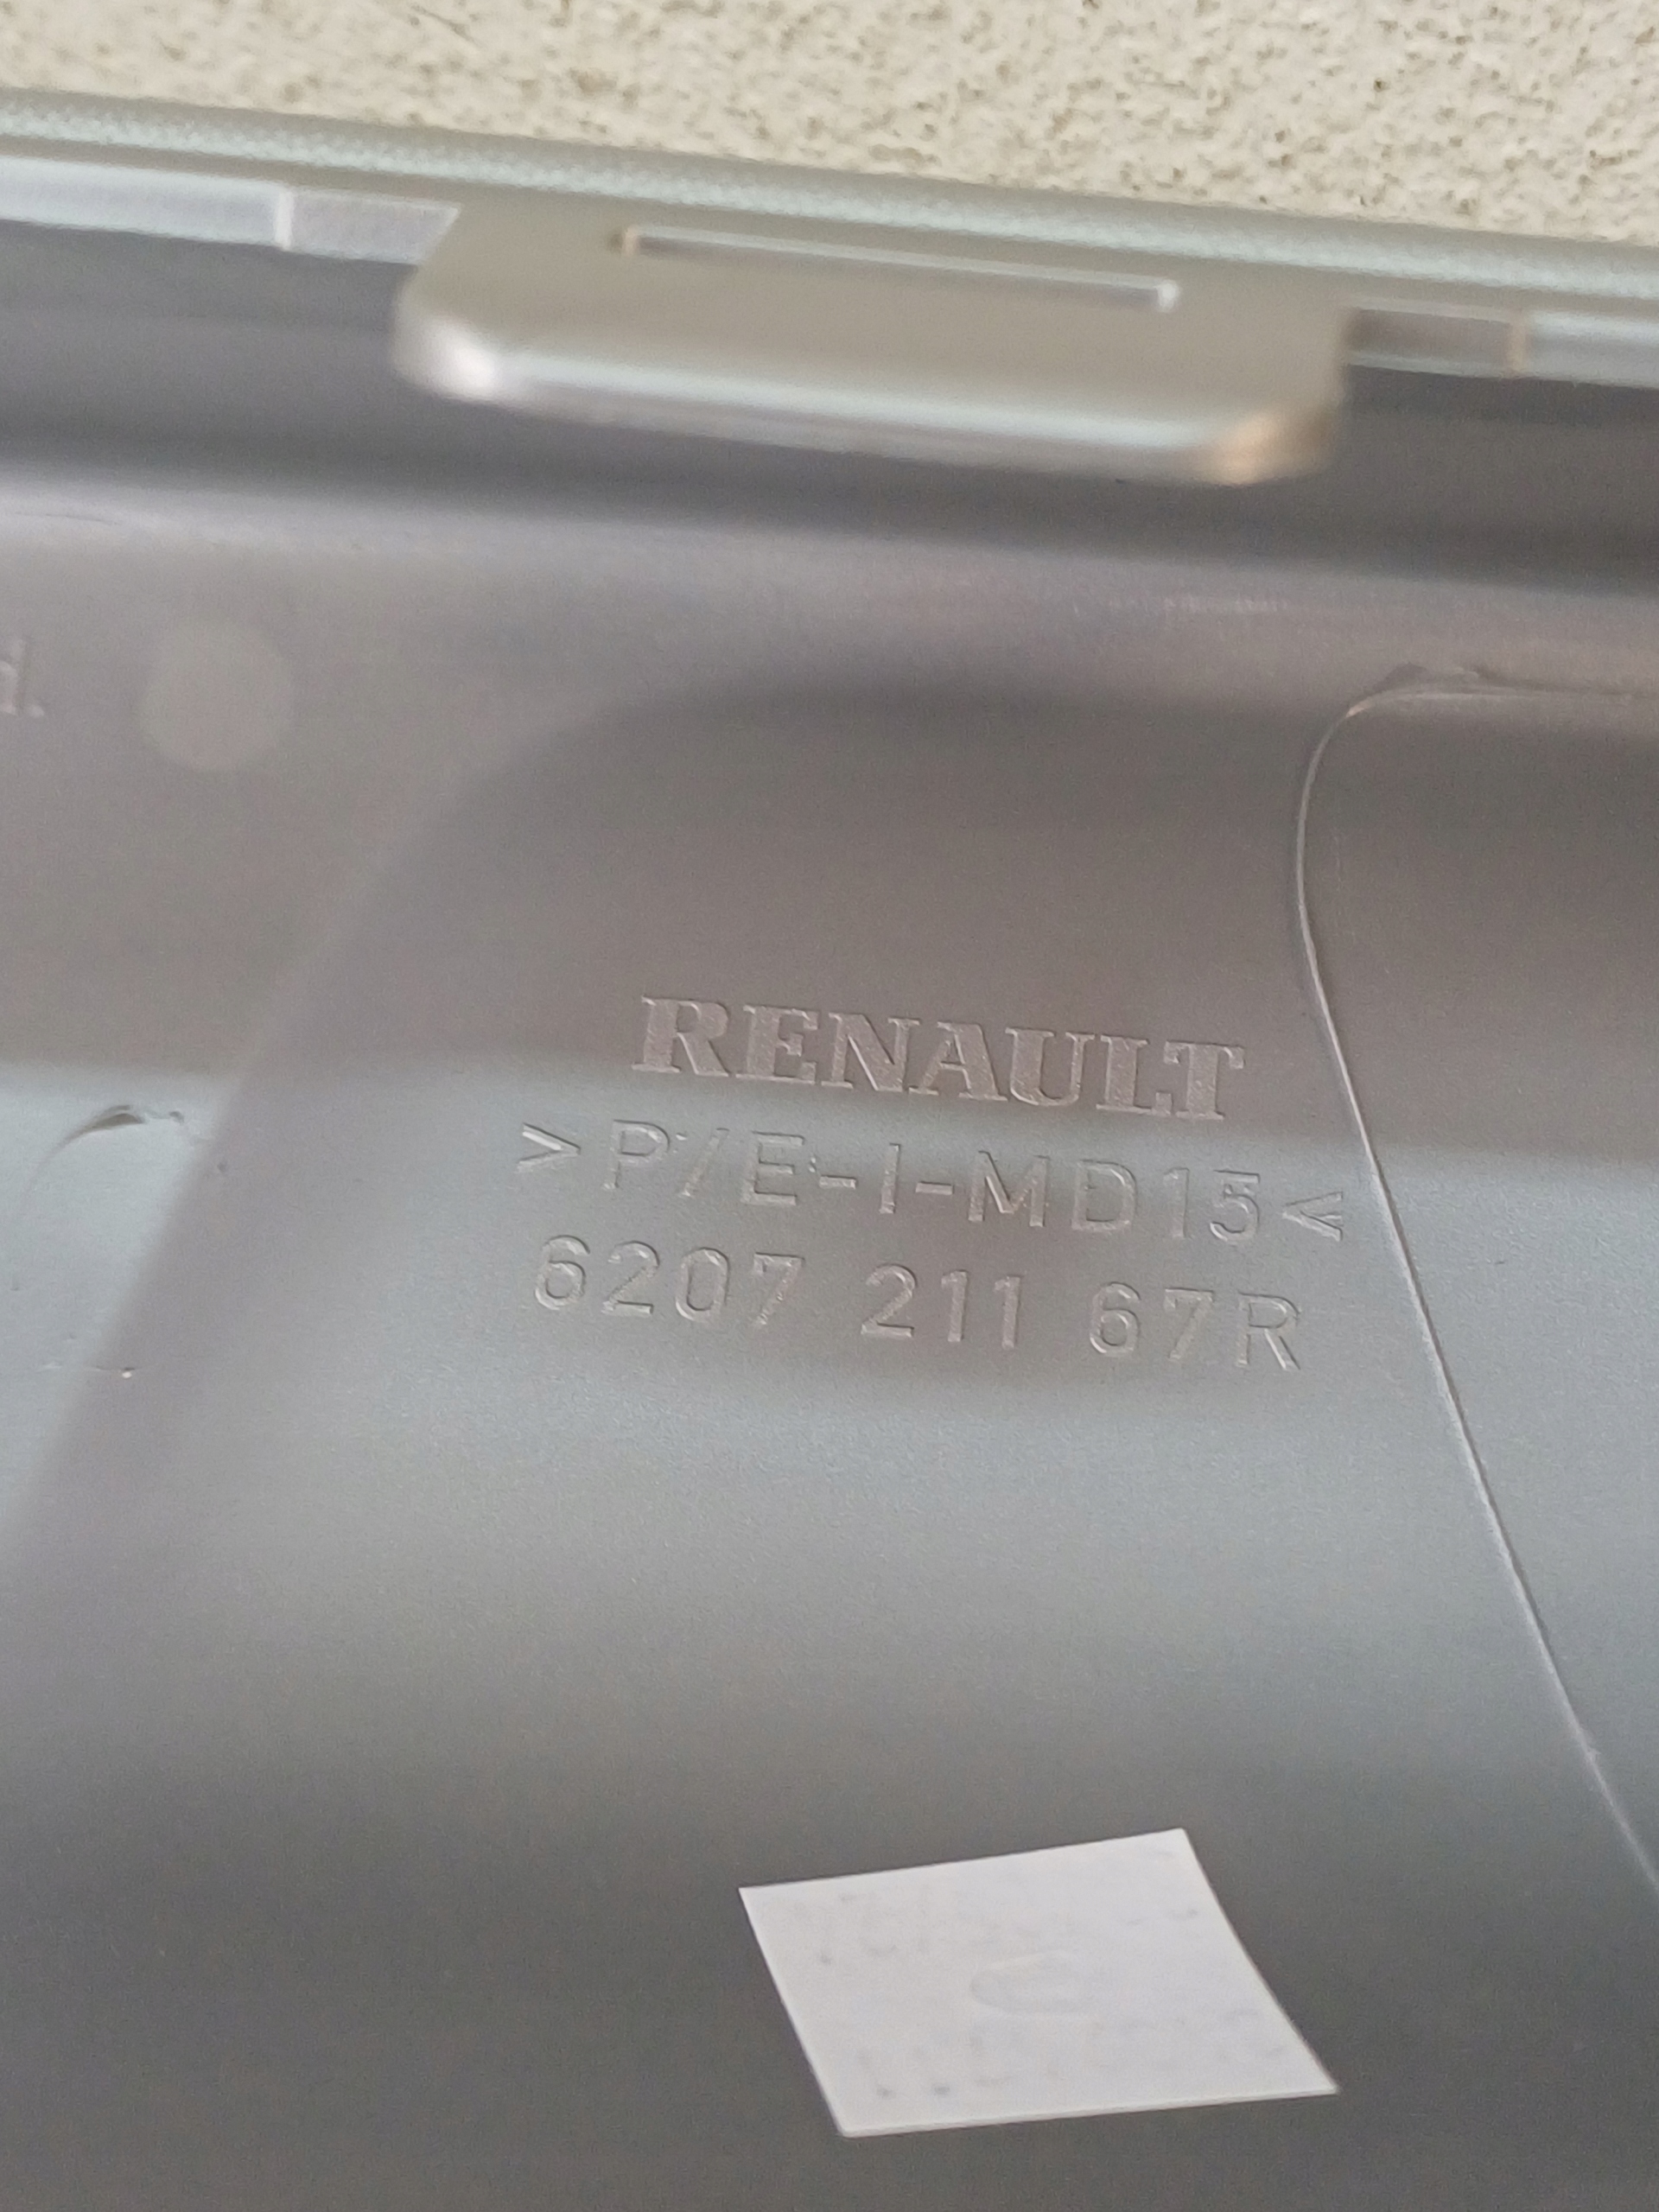 d.
RENAULT
>P/E-I-MD15<
6207 211 67R